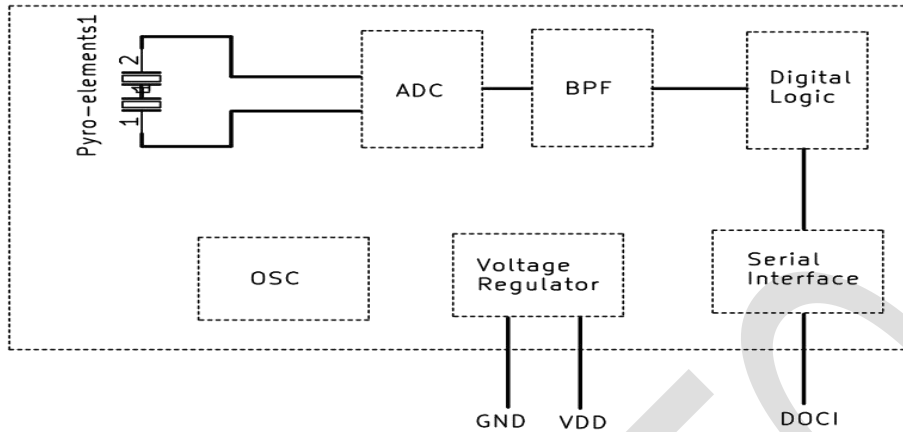 Pyro-elements1
2
1
ADC
BPF
Digital
Logic
OSC
Voltage
Regulator
Serial
Interface
GND
VDD
DOCI